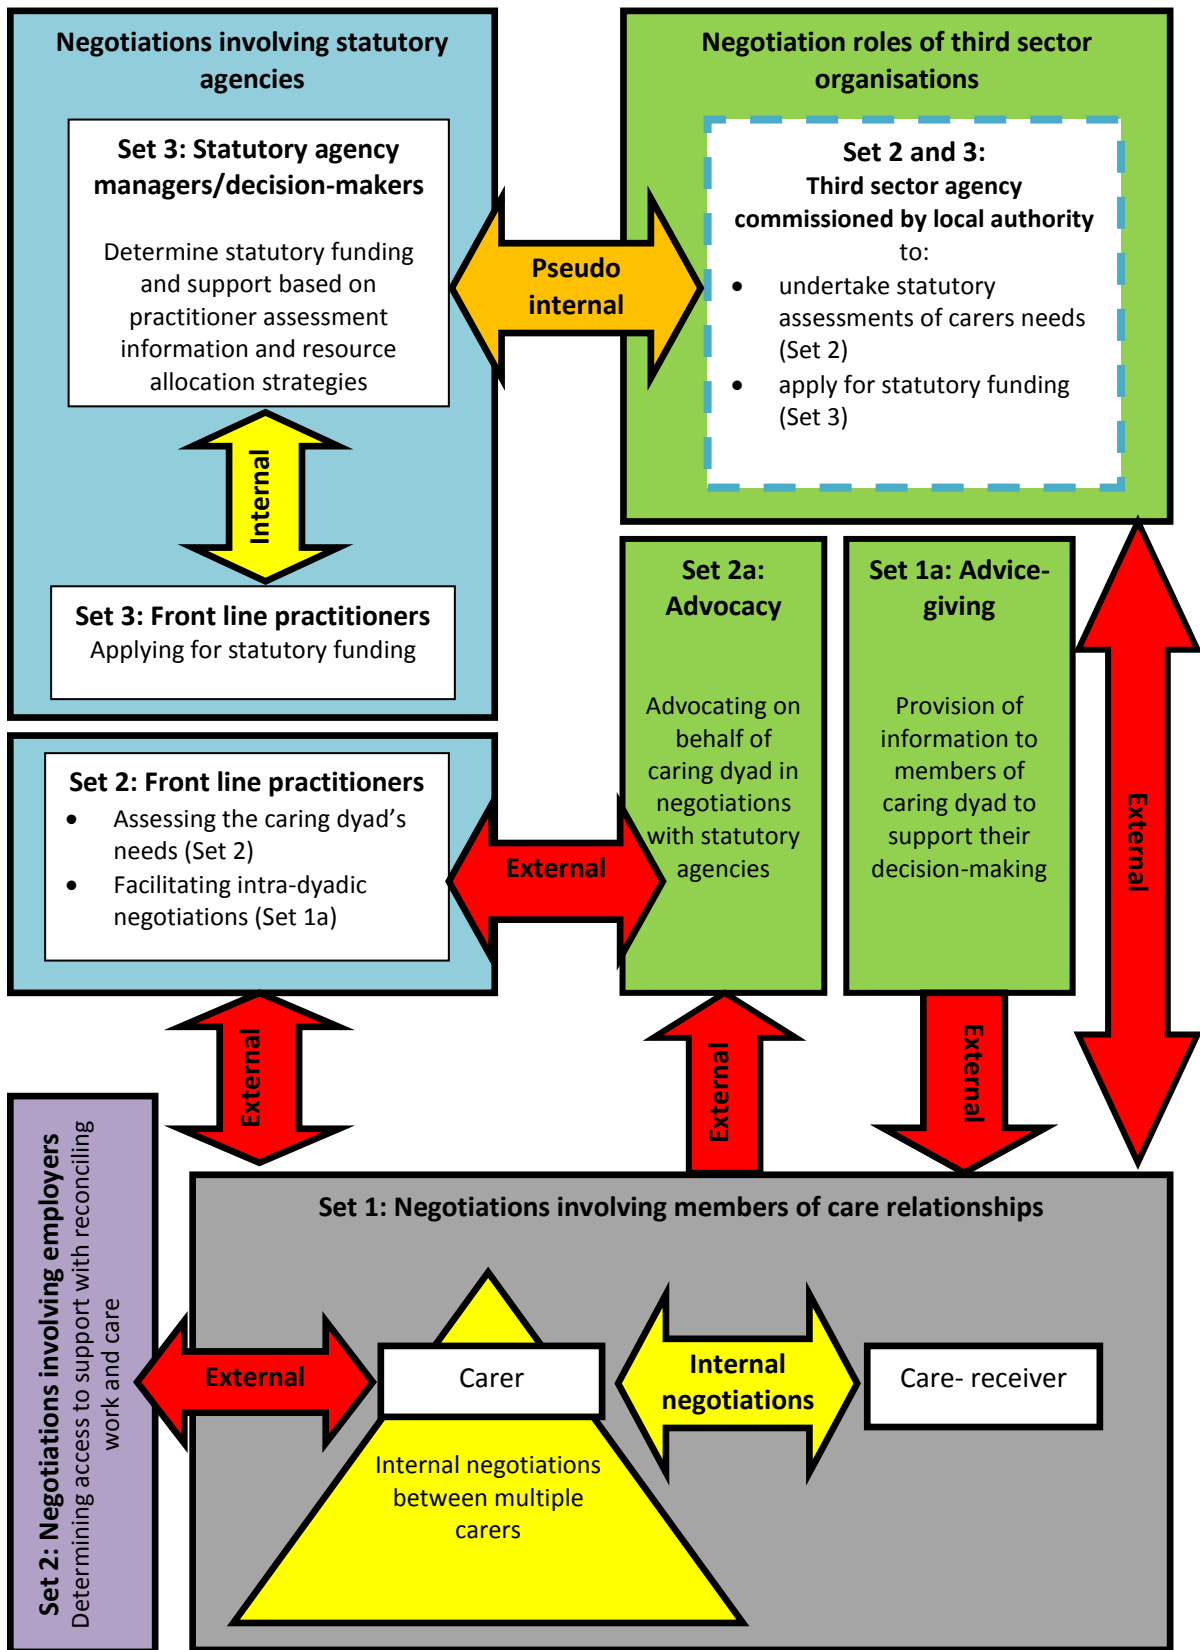 Negotiations involving statutory
agencies
Set 3: Statutory agency
managers/decision-makers
Determine statutory funding
and support based on
practitioner assessment
information and resource
allocation strategies
Internal
Set 3: Front line practitioners
Applying for statutory funding
Pseudo
internal
Negotiation roles of third sector
organisations
Set 2 and 3:
Third sector agency
commissioned by local authority
to:
• undertake statutory
assessments of carers needs
(Set 2)
• apply for statutory funding
(Set 3)
Set 2: Front line practitioners
• Assessing the caring dyad’s
needs (Set 2)
• Facilitating intra-dyadic
negotiations (Set 1a)
External
Set 2a:
Advocacy
Advocating on
behalf of
caring dyad in
negotiations
with statutory
agencies
Set 1a: Advice-
giving
Provision of
information to
members of
caring dyad to
support their
decision-making
External
External
External
External
Set 2: Negotiations involving employers
Determining access to support with reconciling
work and care
Set 1: Negotiations involving members of care relationships
External
Carer
Internal
negotiations
Care- receiver
Internal negotiations
between multiple
carers